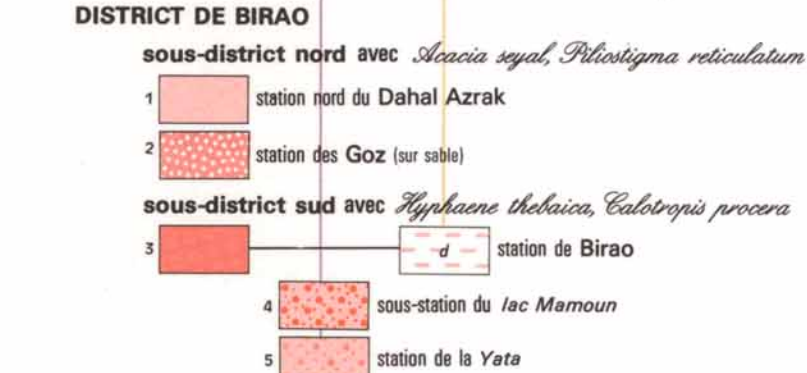 DISTRICT DE BIRAO
sous-district nord avec Acacia seyal, Piliostigma reticulatum
1 station nord du Dahal Azrak
2 station des Goz (sur sable)
sous-district sud avec Hyphaene thebaica, Calotropis procera
3 d station de Birao
4 sous-station du lac Mamoun
5 station de la Yata